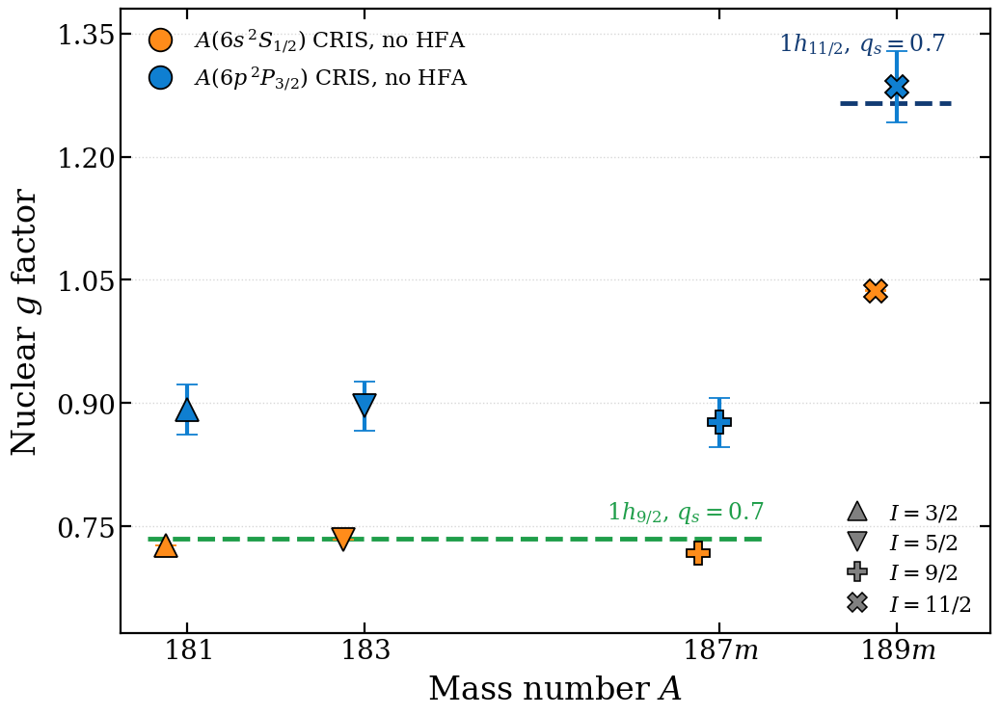 A(6s ²S₁/₂) CRIS, no HFA
A(6p ²P₃/₂) CRIS, no HFA
1h₁₁/₂, qₛ = 0.7
1h₉/₂, qₛ = 0.7
I = 3/2
I = 5/2
I = 9/2
I = 11/2
1.35
1.20
1.05
0.90
0.75
Nuclear g factor
181 183 187m 189m
Mass number A